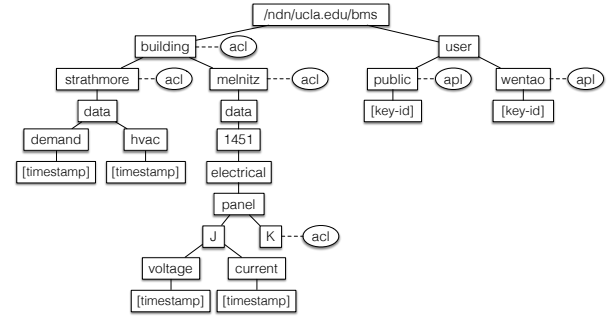 /ndn/ucla.edu/bms
building acl user
strathmore acl melnitz acl public apl wentao apl
data data [key-id] [key-id]
demand hvac 1451
[timestamp] [timestamp] electrical
panel
J K acl
voltage current
[timestamp] [timestamp]